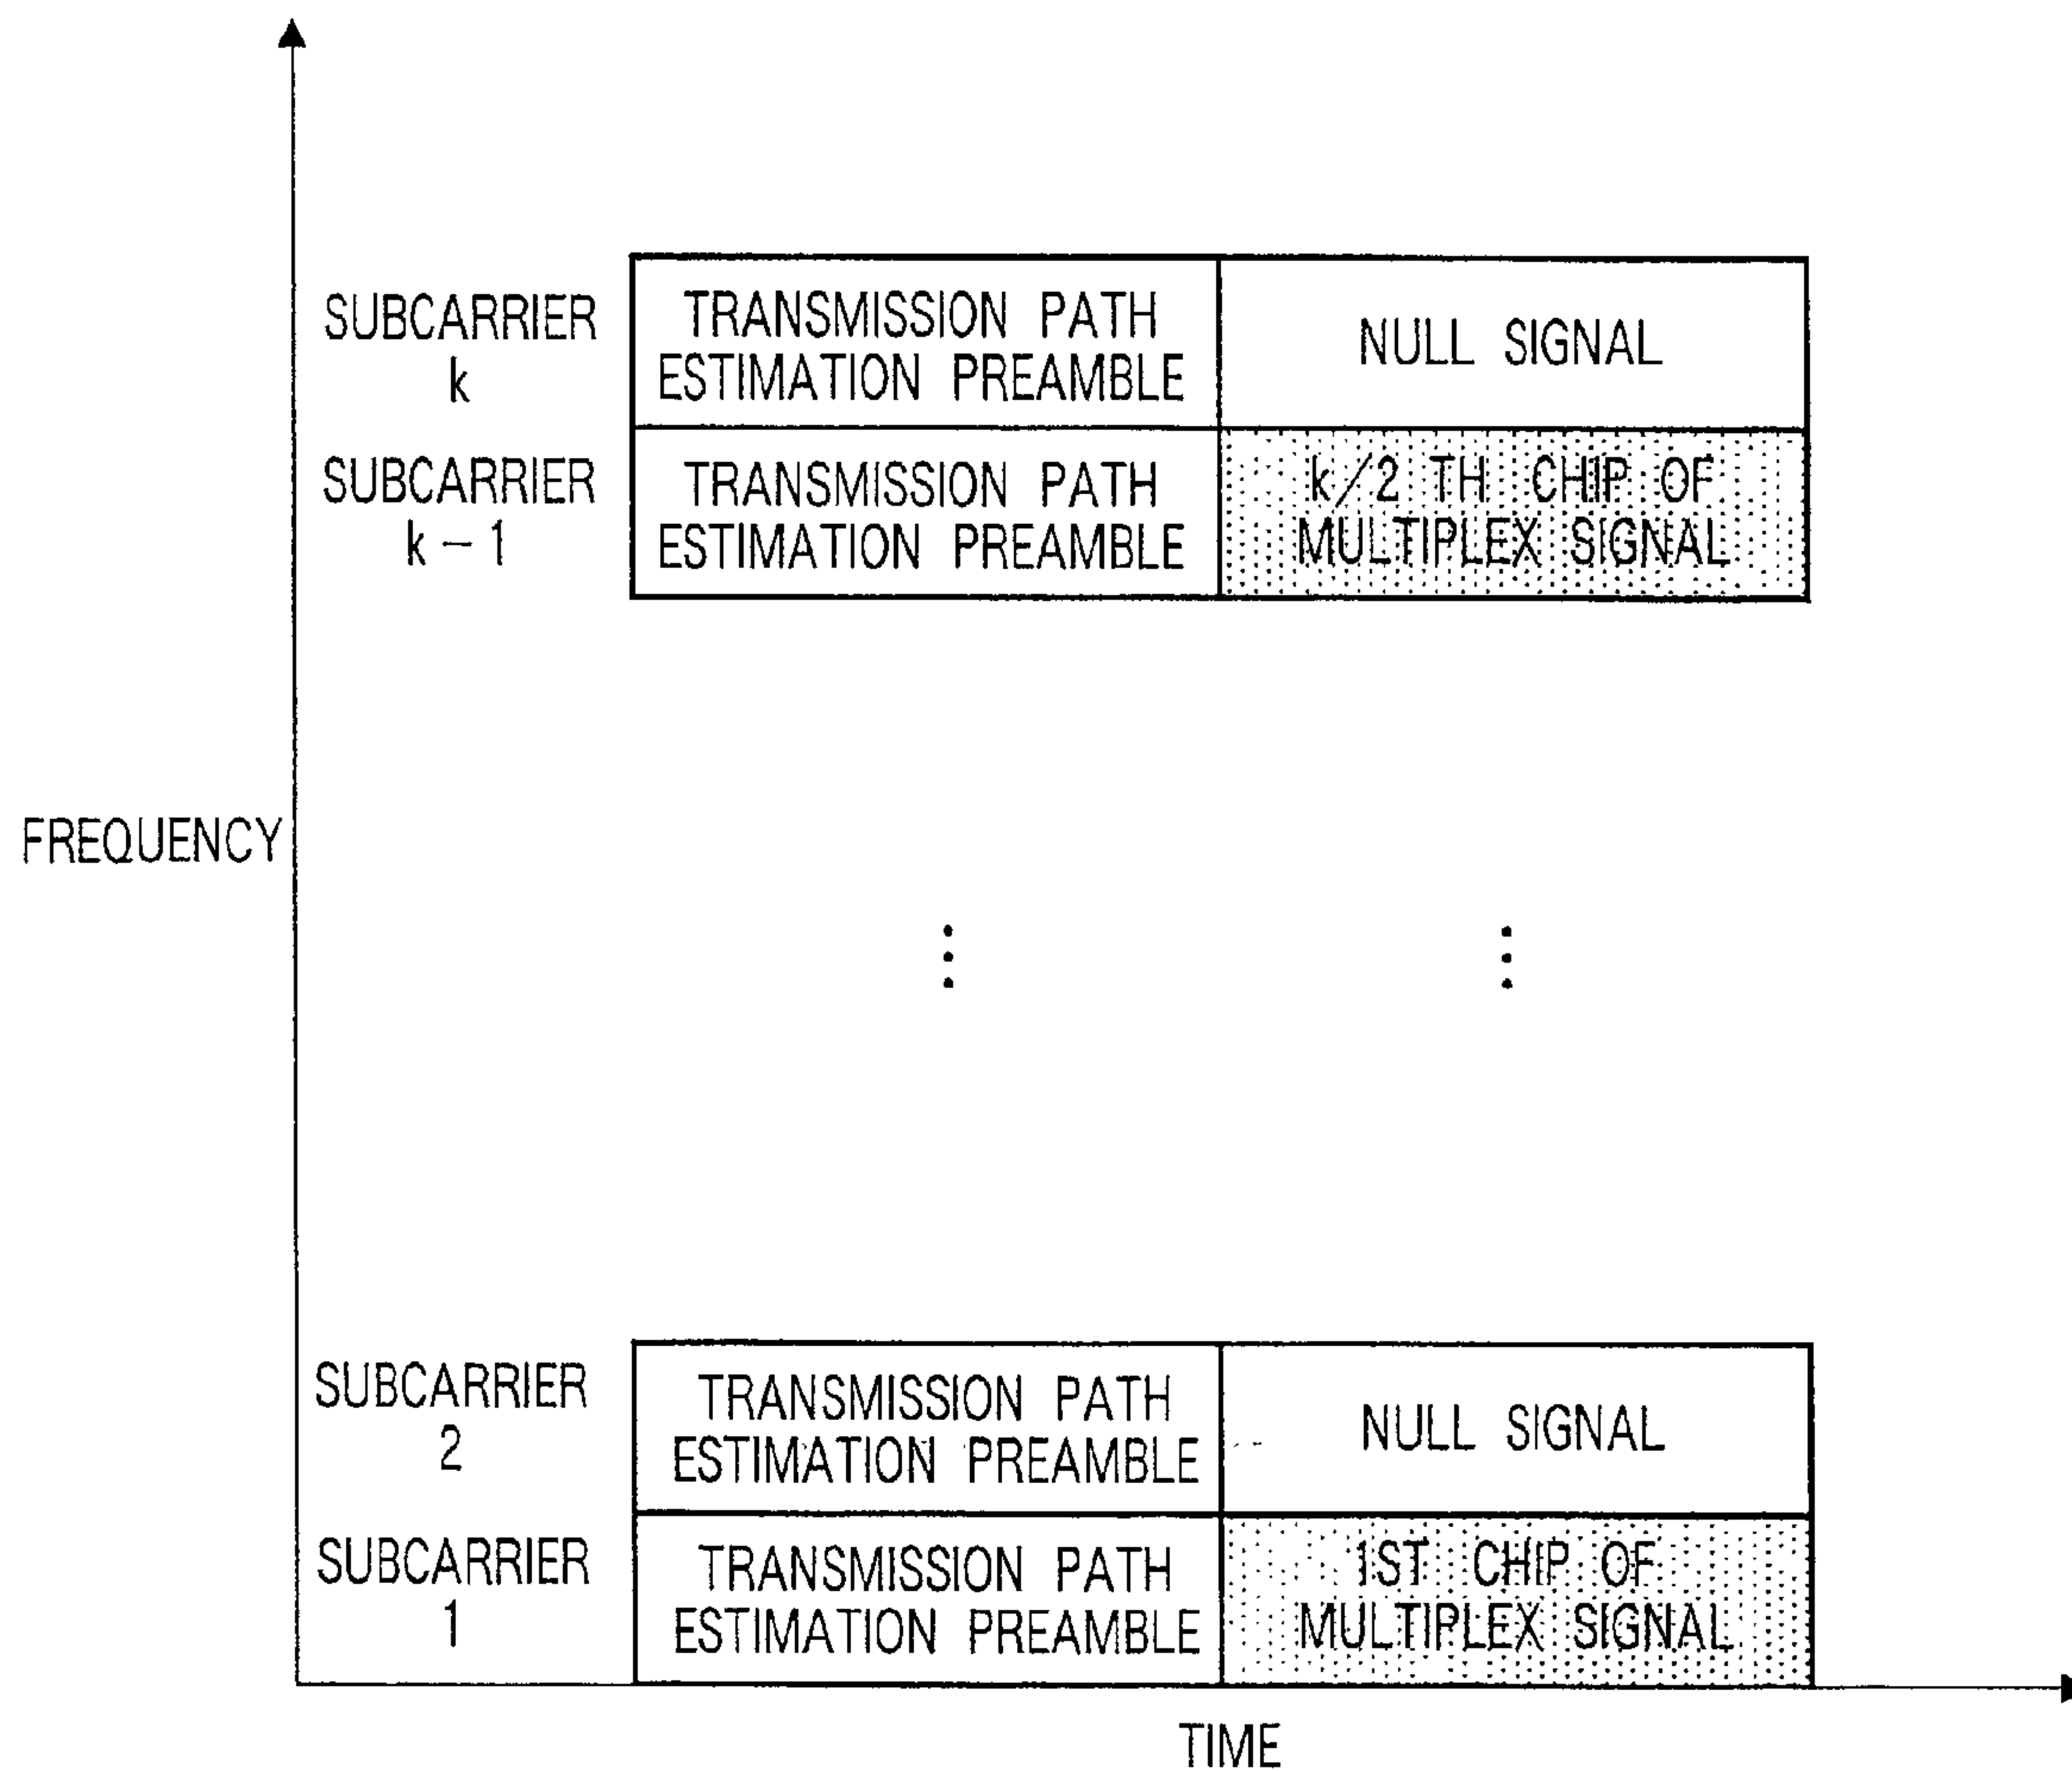 SUBCARRIER
k
TRANSMISSION PATH
ESTIMATION PREAMBLE
NULL SIGNAL
SUBCARRIER
k-1
TRANSMISSION PATH
ESTIMATION PREAMBLE
k/2 TH CHIP OF
MULTIPLEX SIGNAL
FREQUENCY
SUBCARRIER
2
TRANSMISSION PATH
ESTIMATION PREAMBLE
NULL SIGNAL
SUBCARRIER
1
TRANSMISSION PATH
ESTIMATION PREAMBLE
1ST CHIP OF
MULTIPLEX SIGNAL
TIME